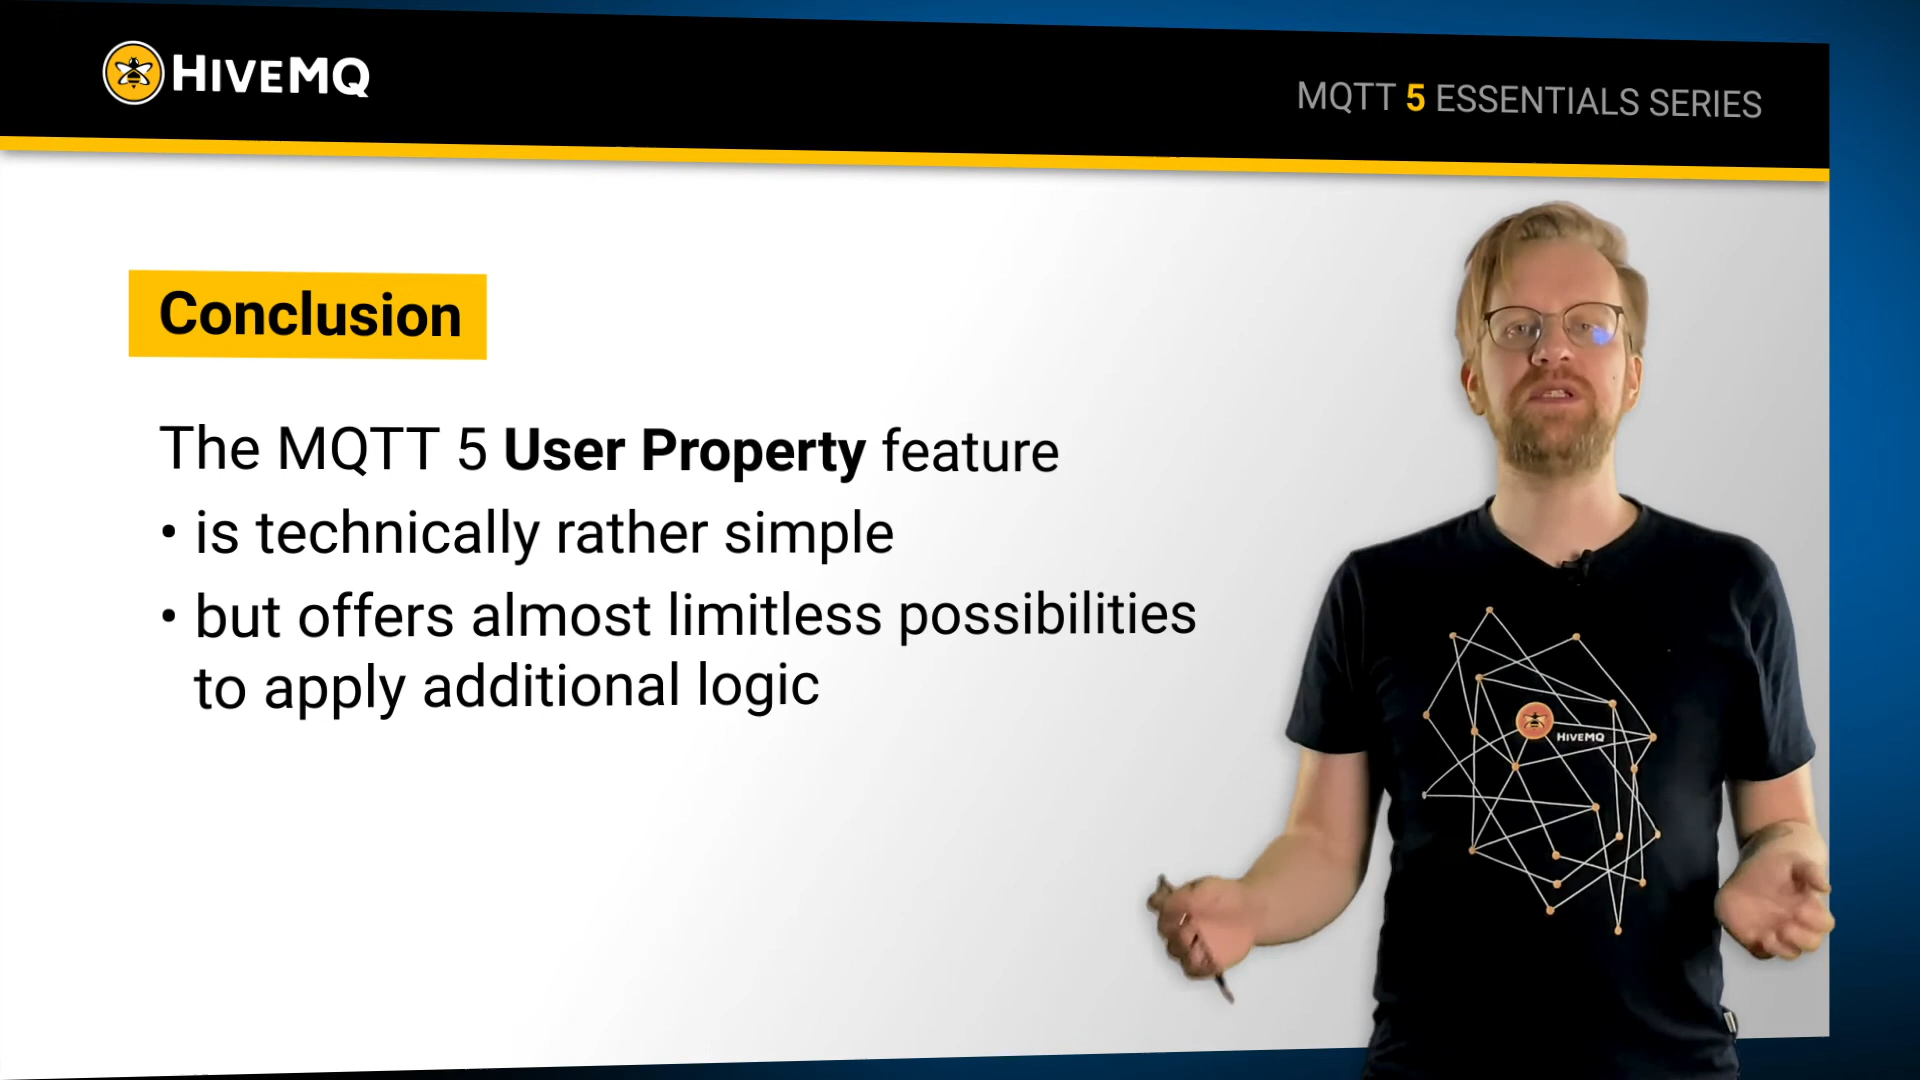 HIVEMQ
MQTT 5 ESSENTIALS SERIES
Conclusion
The MQTT 5 User Property feature
• is technically rather simple
• but offers almost limitless possibilities
to apply additional logic
HIVEMQ